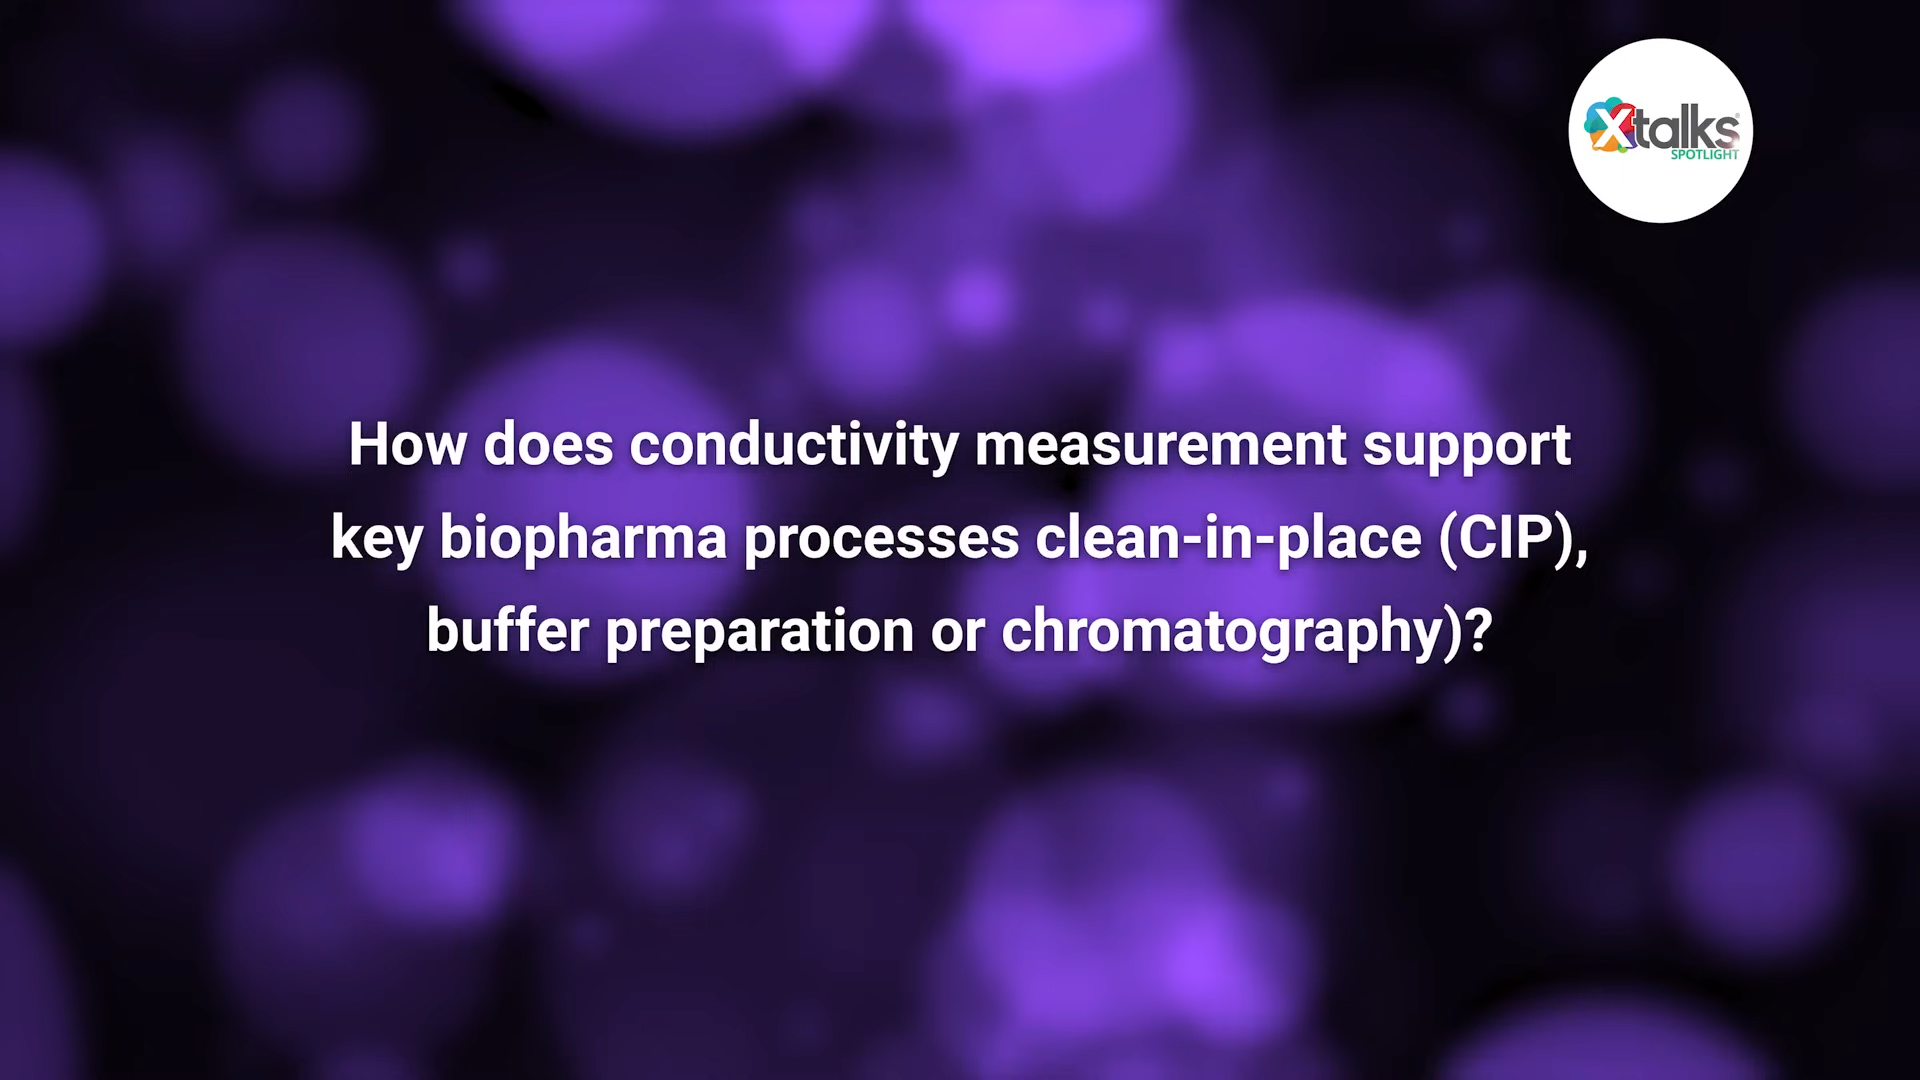 Xtalks
SPOTLIGHT
How does conductivity measurement support
key biopharma processes clean-in-place (CIP),
buffer preparation or chromatography)?